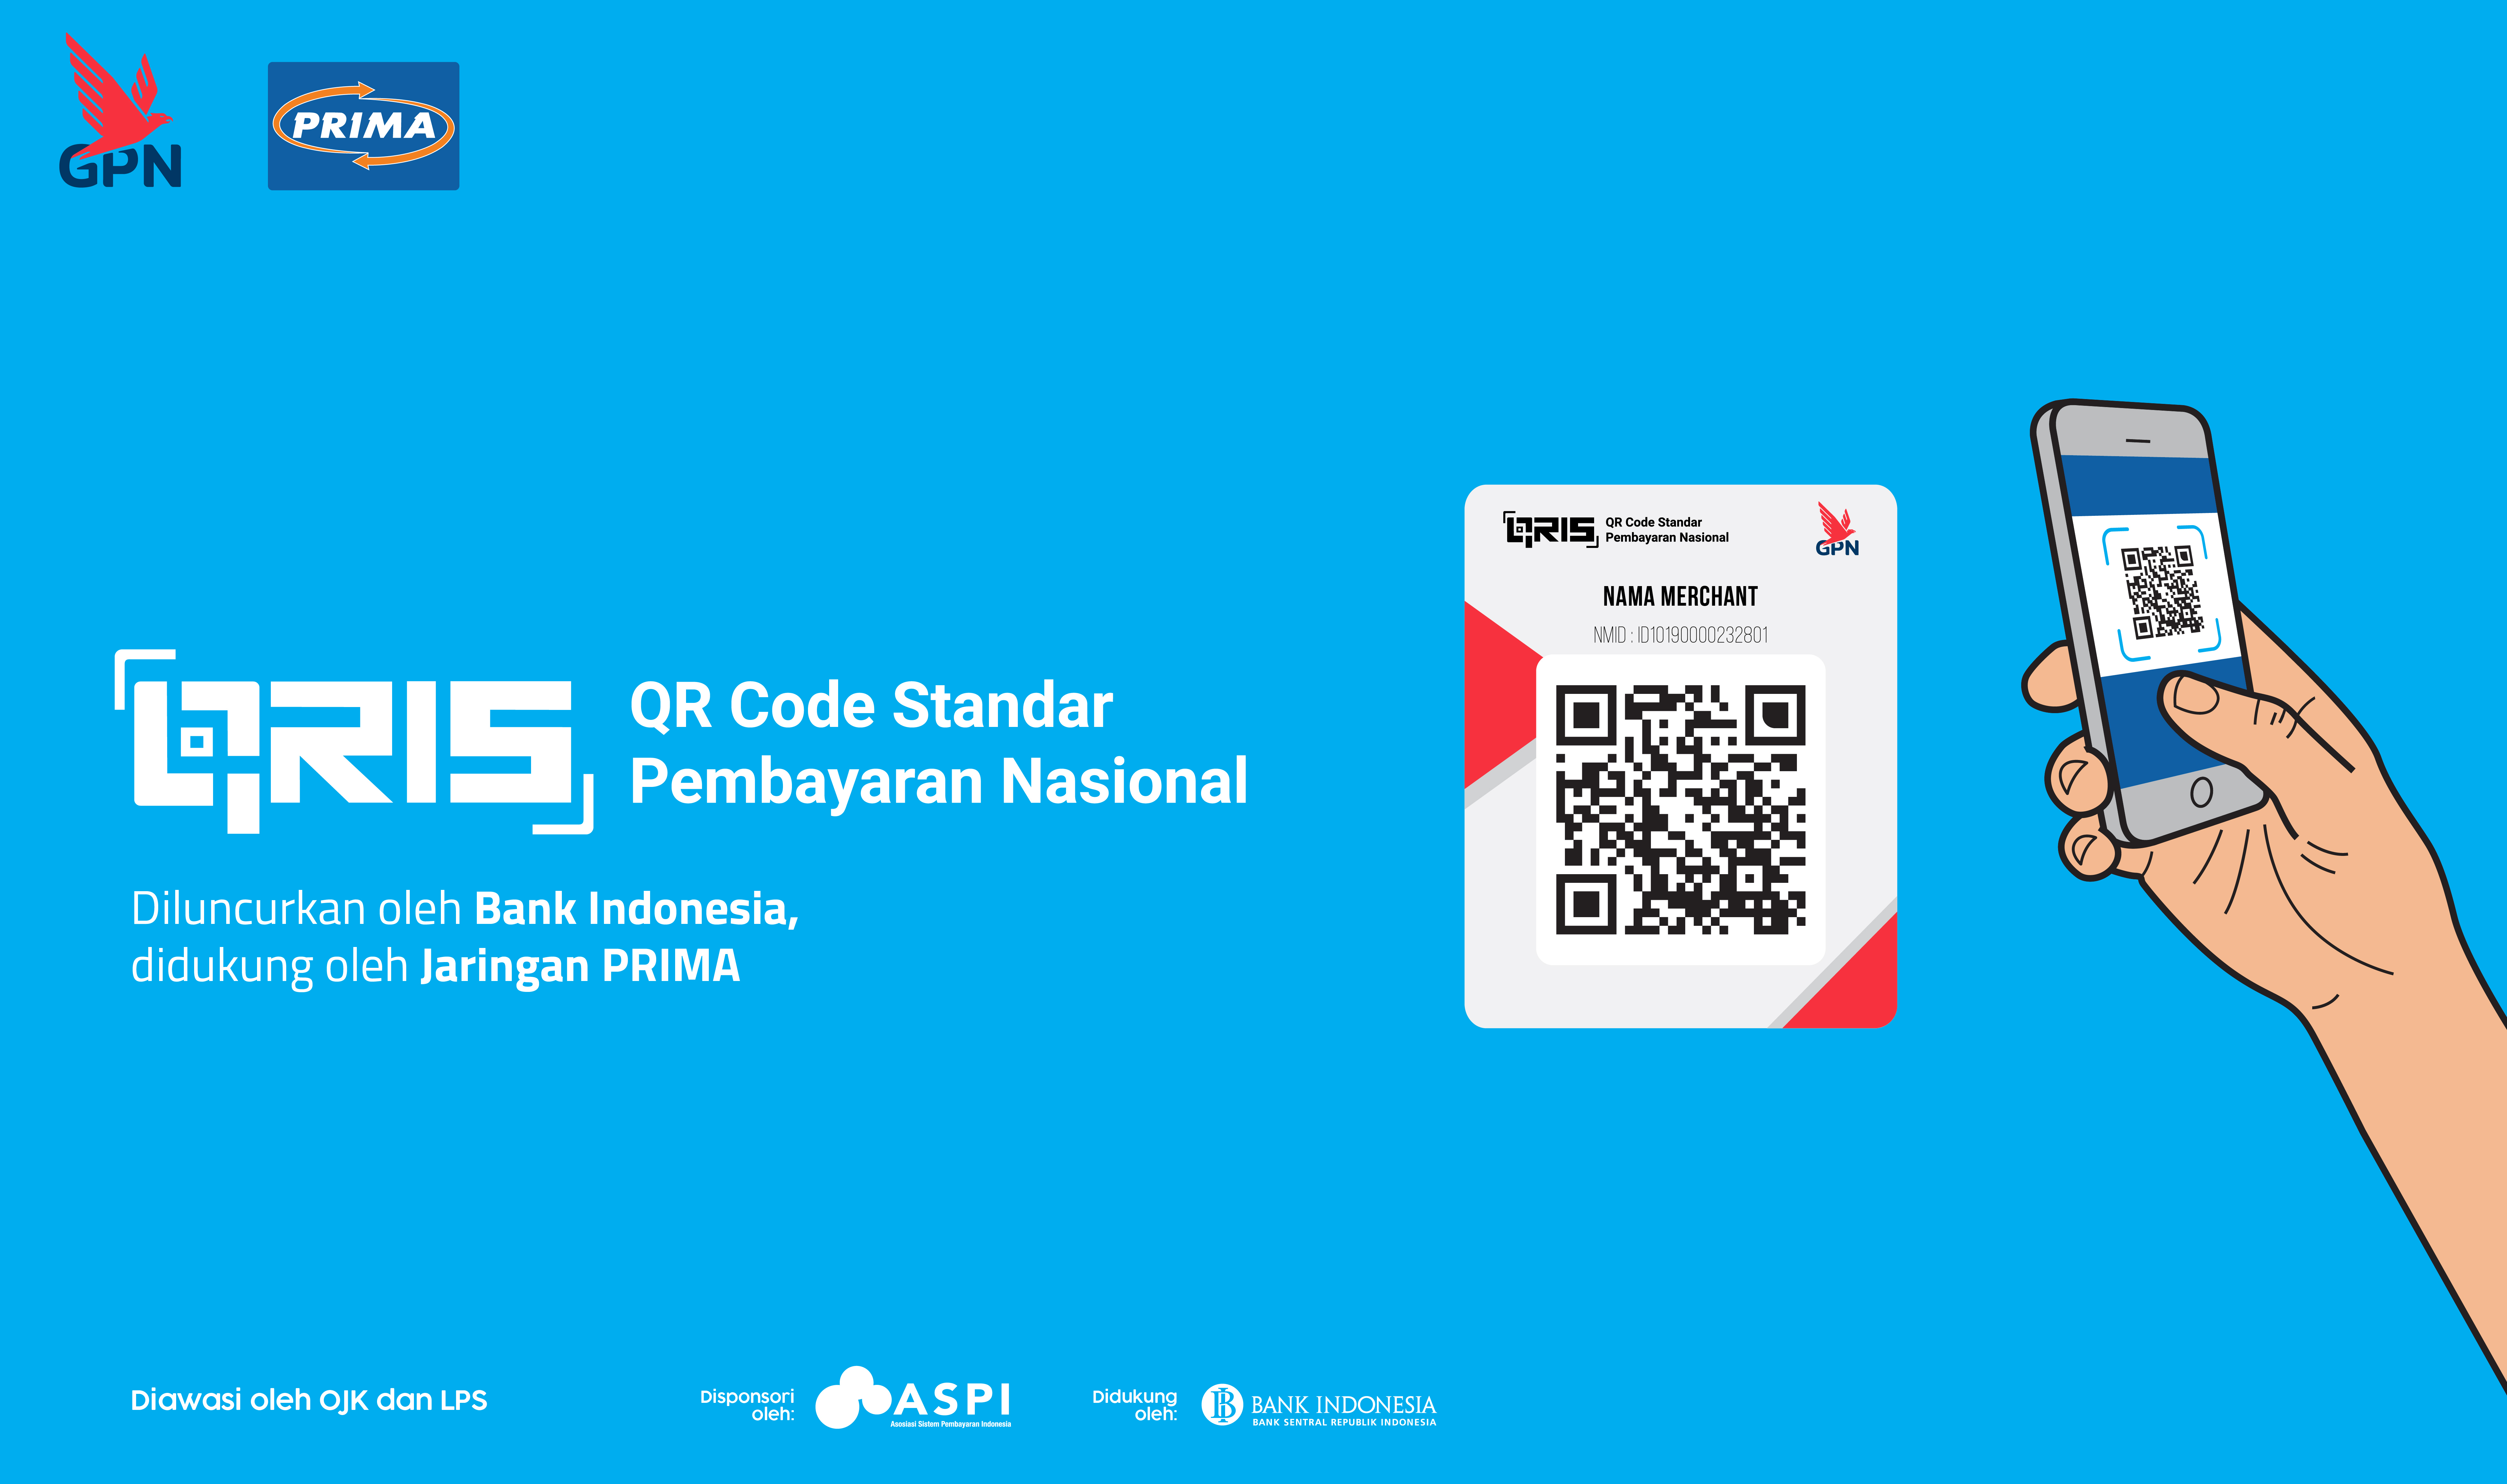 GPN
PRIMA
QRIS
QR Code Standar
Pembayaran Nasional
Diluncurkan oleh Bank Indonesia,
didukung oleh Jaringan PRIMA
QRIS
QR Code Standar
Pembayaran Nasional
GPN
NAMA MERCHANT
NMID : ID10190000232801
Diawasi oleh OJK dan LPS
Disponsori
oleh:
ASPI
Asosiasi Sistem Pembayaran Indonesia
Didukung
oleh:
BANK INDONESIA
BANK SENTRAL REPUBLIK INDONESIA